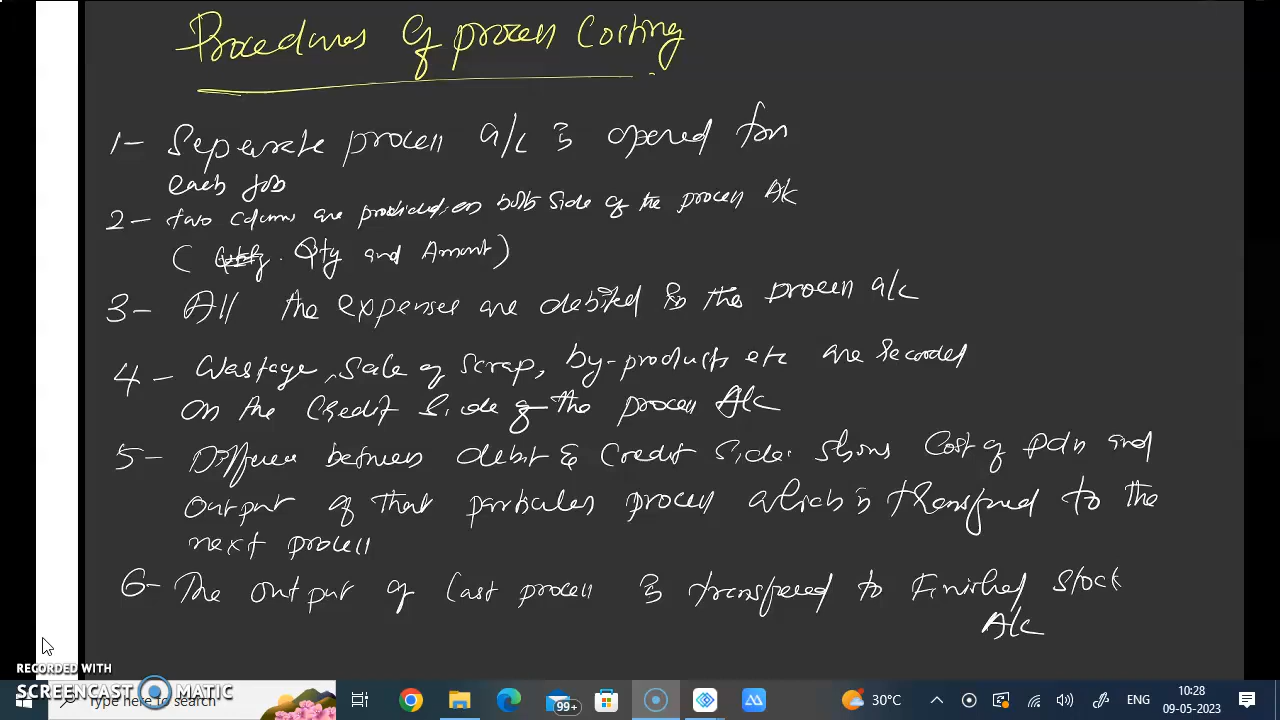 Procedures of process Costing
1- Separate process a/c is opened for
each job
2- Two column are provided on both side of the process A/c
( Qty and Amount)
3- All the expenses are debited to the process a/c
4- Wastage, Sale of Scrap, by-products etc are recorded
on the Credit Side of the process A/c
5- Difference between debit & Credit Side shows Cost of pdn and
output of that particular process which is transferred to the
next process
6- The output of last process is transferred to Finished Stock
A/c
RECORDED WITH
SCREENCAST MATIC
Type here to search
99+
30°C
ENG
10:28
09-05-2023